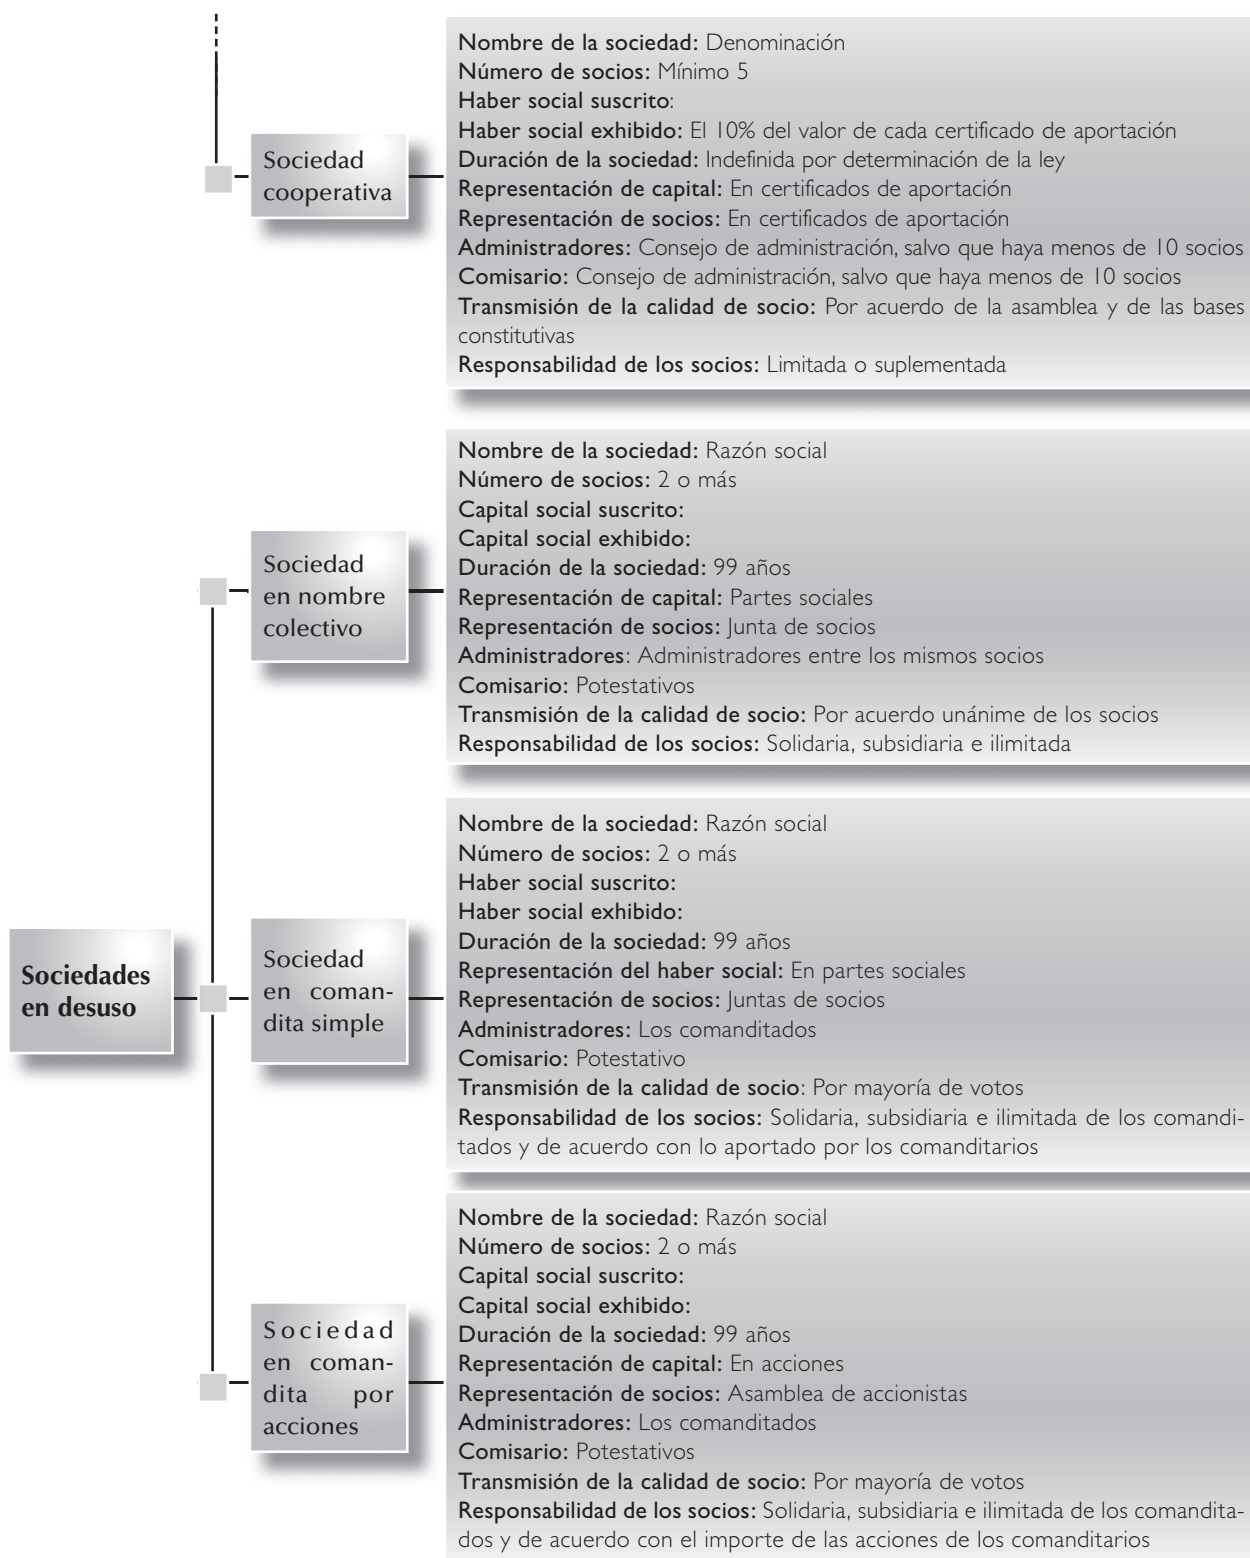 Sociedad
cooperativa
Nombre de la sociedad: Denominación
Número de socios: Mínimo 5
Haber social suscrito:
Haber social exhibido: El 10% del valor de cada certificado de aportación
Duración de la sociedad: Indefinida por determinación de la ley
Representación de capital: En certificados de aportación
Representación de socios: En certificados de aportación
Administradores: Consejo de administración, salvo que haya menos de 10 socios
Comisario: Consejo de administración, salvo que haya menos de 10 socios
Transmisión de la calidad de socio: Por acuerdo de la asamblea y de las bases
constitutivas
Responsabilidad de los socios: Limitada o suplementada
Sociedades
en desuso
Sociedad
en nombre
colectivo
Nombre de la sociedad: Razón social
Número de socios: 2 o más
Capital social suscrito:
Capital social exhibido:
Duración de la sociedad: 99 años
Representación de capital: Partes sociales
Representación de socios: Junta de socios
Administradores: Administradores entre los mismos socios
Comisario: Potestativos
Transmisión de la calidad de socio: Por acuerdo unánime de los socios
Responsabilidad de los socios: Solidaria, subsidiaria e ilimitada
Sociedad
en coman-
dita simple
Nombre de la sociedad: Razón social
Número de socios: 2 o más
Haber social suscrito:
Haber social exhibido:
Duración de la sociedad: 99 años
Representación del haber social: En partes sociales
Representación de socios: Juntas de socios
Administradores: Los comanditados
Comisario: Potestativo
Transmisión de la calidad de socio: Por mayoría de votos
Responsabilidad de los socios: Solidaria, subsidiaria e ilimitada de los comandi-
tados y de acuerdo con lo aportado por los comanditarios
Sociedad
en coman-
dita por
acciones
Nombre de la sociedad: Razón social
Número de socios: 2 o más
Capital social suscrito:
Capital social exhibido:
Duración de la sociedad: 99 años
Representación de capital: En acciones
Representación de socios: Asamblea de accionistas
Administradores: Los comanditados
Comisario: Potestativos
Transmisión de la calidad de socio: Por mayoría de votos
Responsabilidad de los socios: Solidaria, subsidiaria e ilimitada de los comandita-
dos y de acuerdo con el importe de las acciones de los comanditarios